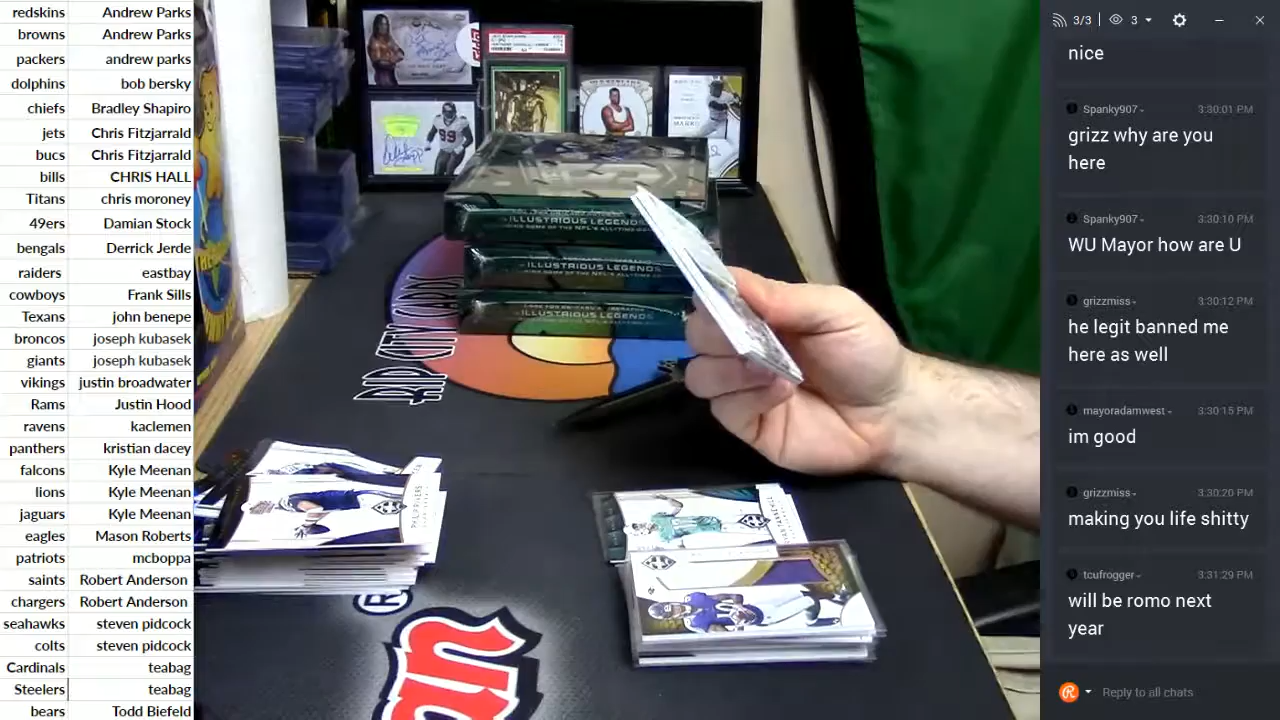 redskins Andrew Parks
browns Andrew Parks
packers andrew parks
dolphins bob bersky
chiefs Bradley Shapiro
jets Chris Fitzjarrald
bucs Chris Fitzjarrald
bills CHRIS HALL
Titans chris moroney
49ers Damian Stock
bengals Derrick Jerde
raiders eastbay
cowboys Frank Sills
Texans john benepe
broncos joseph kubasek
giants joseph kubasek
vikings justin broadwater
Rams Justin Hood
ravens kaclemen
panthers kristian dacey
falcons Kyle Meenan
lions Kyle Meenan
jaguars Kyle Meenan
eagles Mason Roberts
patriots mcboppa
saints Robert Anderson
chargers Robert Anderson
seahawks steven pidcock
colts steven pidcock
Cardinals teabag
Steelers teabag
bears Todd Biefeld
99
ILLUSTRIOUS LEGENDS
ILLUSTRIOUS LEGENDS
ILLUSTRIOUS LEGENDS
RIP CITY CARDS
PHILIP RIVERS
®
3/3 3
nice
Spanky907 3:30:01 PM
grizz why are you
here
Spanky907 3:30:10 PM
WU Mayor how are U
grizzmiss 3:30:12 PM
he legit banned me
here as well
mayoradamwest 3:30:15 PM
im good
grizzmiss 3:30:20 PM
making you life shitty
tcufrogger 3:31:29 PM
will be romo next
year
Reply to all chats